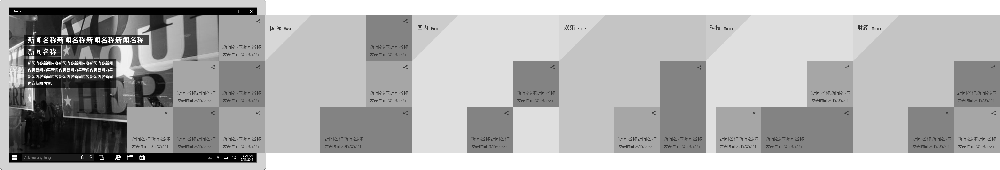 News
新闻名称新闻名称新闻名称新闻名称
新闻名称
新闻内容新闻内容新闻内容新闻内容新闻内容新闻
内容新闻内容新闻内容新闻内容新闻内容新闻内容
新闻内容新闻内容新闻内容新闻内容新闻内容新闻
内容新闻内容.
新闻名称新闻名称
发表时间 2015/05/23
新闻名称新闻名称
发表时间 2015/05/23
新闻名称新闻名称
发表时间 2015/05/23
新闻名称新闻名称
发表时间 2015/05/23
新闻名称新闻名称
发表时间 2015/05/23
新闻名称新闻名称
发表时间 2015/05/23
AQU
HER
Ask me anything
12:00 AM
7/31/2014
国际 More»
新闻名称新闻名称
发表时间 2015/05/23
新闻名称新闻名称
发表时间 2015/05/23
新闻名称新闻名称
发表时间 2015/05/23
国内 More»
新闻名称新闻名称
发表时间 2015/05/23
新闻名称新闻名称
发表时间 2015/05/23
娱乐 More»
新闻名称新闻名称
发表时间 2015/05/23
新闻名称新闻名称
发表时间 2015/05/23
科技 More»
新闻名称新闻名称
发表时间 2015/05/23
新闻名称新闻名称
发表时间 2015/05/23
新闻名称新闻名称
发表时间 2015/05/23
财经 More»
新闻名称新闻名称
发表时间 2015/05/23
新闻名称新闻名称
发表时间 2015/05/23
新闻名称新闻名称
发表时间 2015/05/23